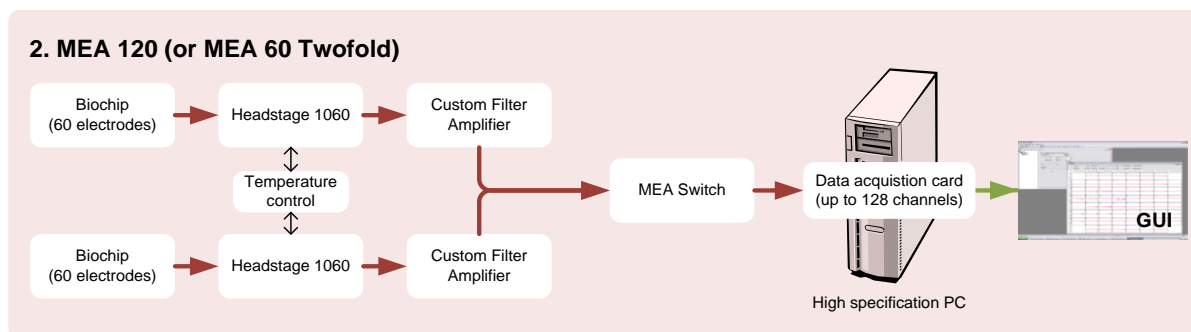 2. MEA 120 (or MEA 60 Twofold)
Biochip
(60 electrodes)
Headstage 1060
Custom Filter
Amplifier
Temperature
control
MEA Switch
Data acquistion card
(up to 128 channels)
GUI
Biochip
(60 electrodes)
Headstage 1060
Custom Filter
Amplifier
High specification PC